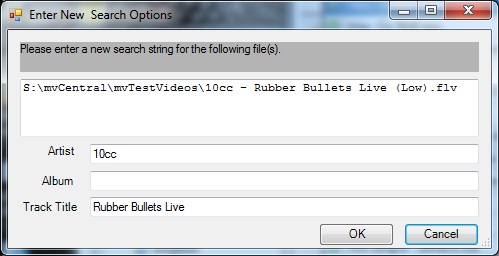 Enter New  Search Options
Please enter a new search string for the following file(s).
S:\mvCentral\mvTestVideos\10cc - Rubber Bullets Live (Low).flv
Artist 10cc
Album
Track Title Rubber Bullets Live
OK Cancel